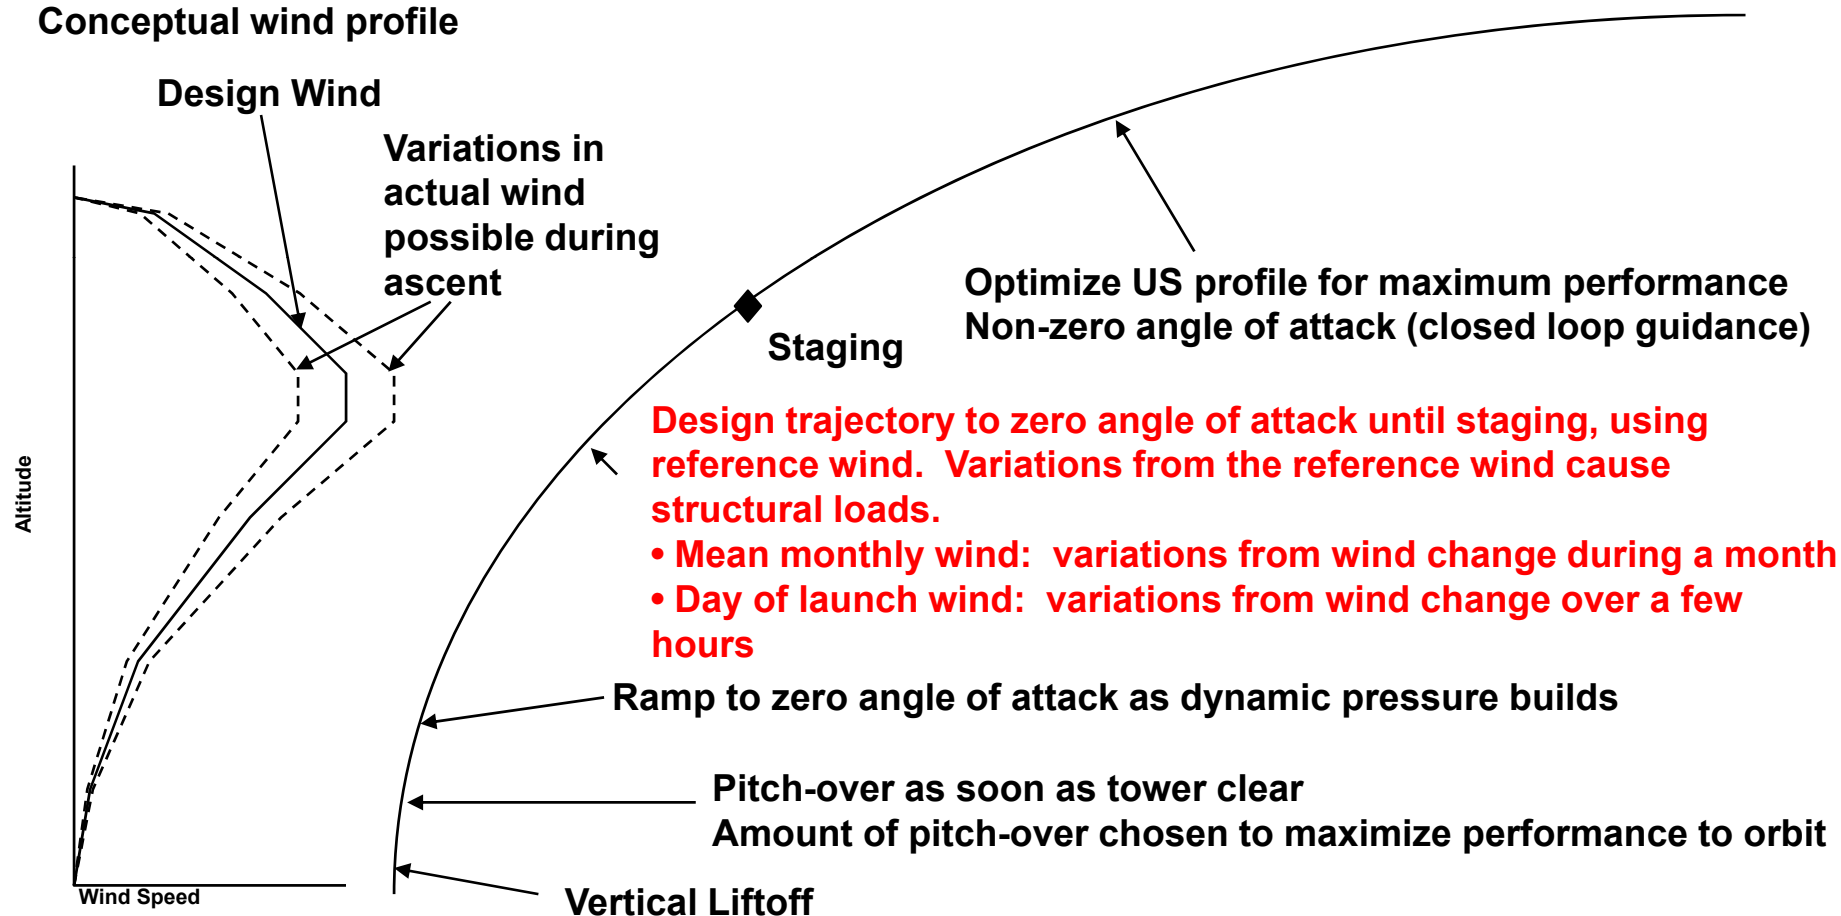 Conceptual wind profile
Design Wind
Variations in
actual wind
possible during
ascent
Altitude
Wind Speed
Optimize US profile for maximum performance
Non-zero angle of attack (closed loop guidance)
Staging
Design trajectory to zero angle of attack until staging, using
reference wind.  Variations from the reference wind cause
structural loads.
• Mean monthly wind:  variations from wind change during a month
• Day of launch wind:  variations from wind change over a few
hours
Ramp to zero angle of attack as dynamic pressure builds
Pitch-over as soon as tower clear
Amount of pitch-over chosen to maximize performance to orbit
Vertical Liftoff